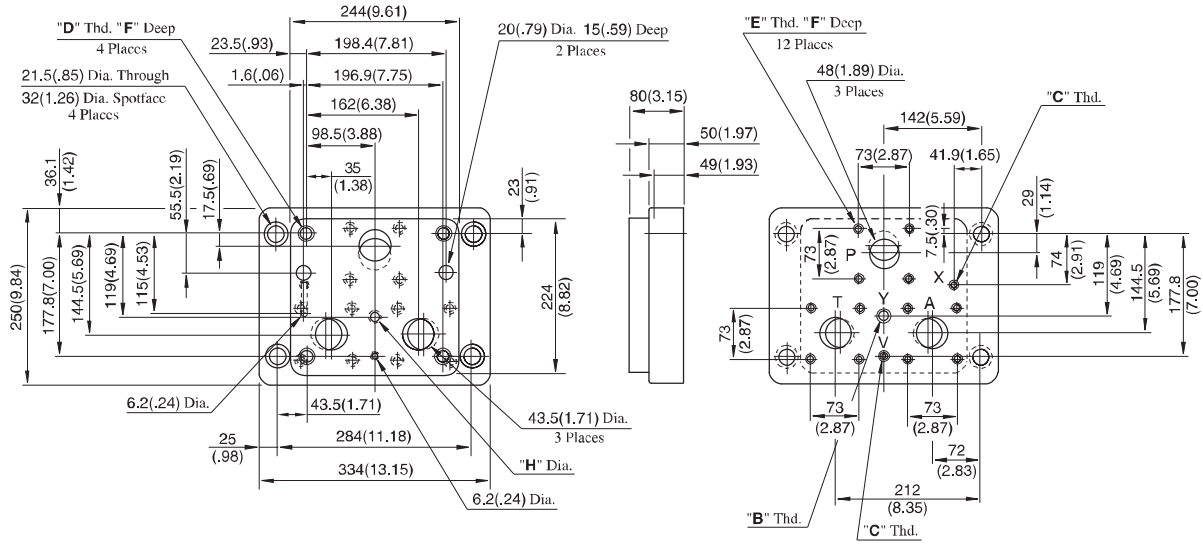 244(9.61)
"D" Thd. "F" Deep
4 Places
23.5(.93)
198.4(7.81)
20(.79) Dia. 15(.59) Deep
2 Places
21.5(.85) Dia. Through
32(1.26) Dia. Spotface
4 Places
1.6(.06)
196.9(7.75)
162(6.38)
98.5(3.88)
35
(1.38)
36.1
(1.42)
55.5(2.19)
17.5(.69)
23
(.91)
250(9.84)
177.8(7.00)
144.5(5.69)
119(4.69)
115(4.53)
224
(8.82)
6.2(.24) Dia.
43.5(1.71)
43.5(1.71) Dia.
3 Places
25
(.98)
284(11.18)
"H" Dia.
334(13.15)
6.2(.24) Dia.
80(3.15)
50(1.97)
49(1.93)
"E" Thd. "F" Deep
12 Places
48(1.89) Dia.
3 Places
"C" Thd.
142(5.59)
73(2.87)
41.9(1.65)
29
(1.14)
7.5(.30)
73
(2.87)
P
X
74
(2.91)
119
(4.69)
144.5
(5.69)
177.8
(7.00)
T
Y
A
V
73
(2.87)
73
(2.87)
73
(2.87)
72
(2.83)
212
(8.35)
"B" Thd.
"C" Thd.